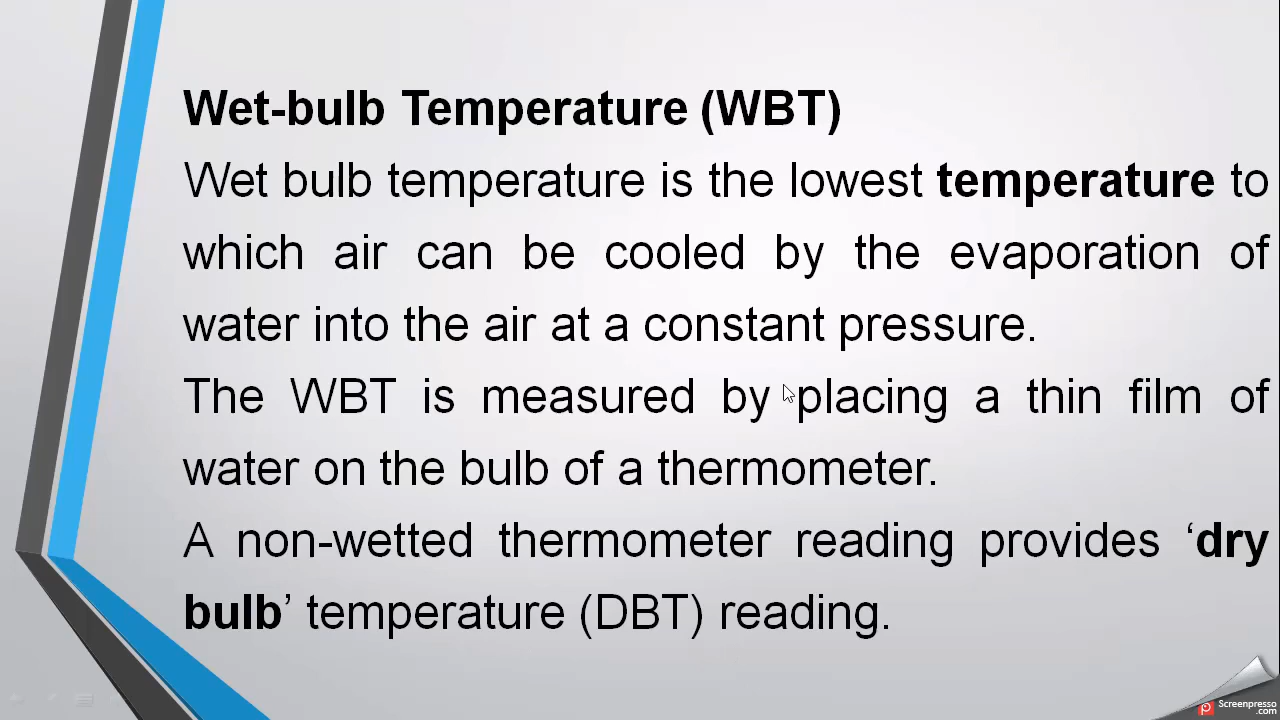 Wet-bulb Temperature (WBT)
Wet bulb temperature is the lowest temperature to
which air can be cooled by the evaporation of
water into the air at a constant pressure.
The WBT is measured by placing a thin film of
water on the bulb of a thermometer.
A non-wetted thermometer reading provides ‘dry
bulb’ temperature (DBT) reading.
Screenpresso
.com